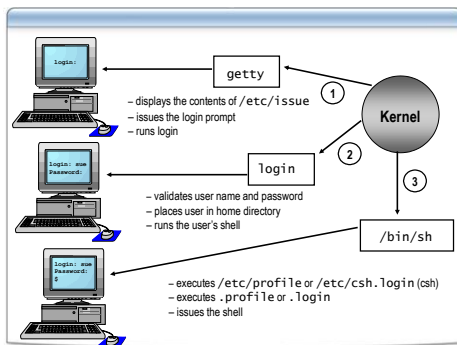 login:
getty
1
– displays the contents of /etc/issue
– issues the login prompt
– runs login
Kernel
2
3
login: sue
Password:
login
– validates user name and password
– places user in home directory
– runs the user's shell
/bin/sh
login: sue
Password:
$
– executes /etc/profile or /etc/csh.login (csh)
– executes .profile or .login
– issues the shell